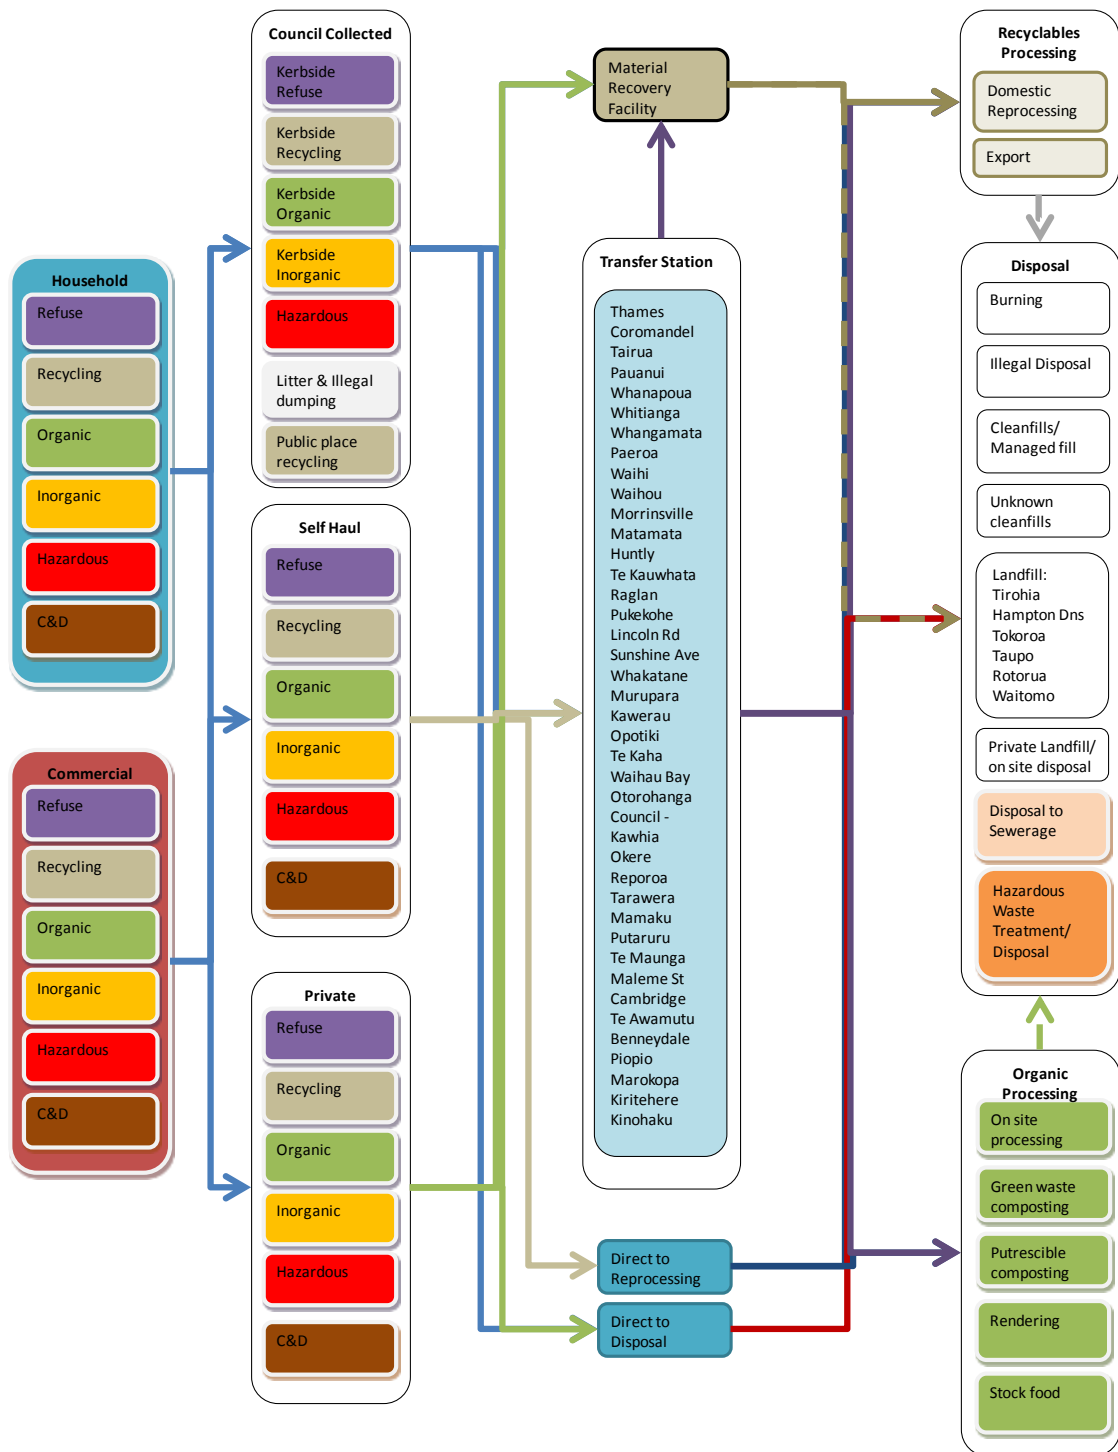 Household
Refuse
Recycling
Organic
Inorganic
Hazardous
C&D
Commercial
Refuse
Recycling
Organic
Inorganic
Hazardous
C&D
Council Collected
Kerbside
Refuse
Kerbside
Recycling
Kerbside
Organic
Kerbside
Inorganic
Hazardous
Litter & Illegal
dumping
Public place
recycling
Self Haul
Refuse
Recycling
Organic
Inorganic
Hazardous
C&D
Private
Refuse
Recycling
Organic
Inorganic
Hazardous
C&D
Material
Recovery
Facility
Transfer Station
Thames
Coromandel
Tairua
Pauanui
Whanapoua
Whitianga
Whangamata
Paeroa
Waihi
Waihou
Morrinsville
Matamata
Huntly
Te Kauwhata
Raglan
Pukekohe
Lincoln Rd
Sunshine Ave
Whakatane
Murupara
Kawerau
Opotiki
Te Kaha
Waihau Bay
Otorohanga
Council -
Kawhia
Okere
Reporoa
Tarawera
Mamaku
Putaruru
Te Maunga
Maleme St
Cambridge
Te Awamutu
Benneydale
Piopio
Marokopa
Kiritehere
Kinohaku
Direct to
Reprocessing
Direct to
Disposal
Recyclables
Processing
Domestic
Reprocessing
Export
Disposal
Burning
Illegal Disposal
Cleanfills/
Managed fill
Unknown
cleanfills
Landfill:
Tirohia
Hampton Dns
Tokoroa
Taupo
Rotorua
Waitomo
Private Landfill/
on site disposal
Disposal to
Sewerage
Hazardous
Waste
Treatment/
Disposal
Organic
Processing
On site
processing
Green waste
composting
Putrescible
composting
Rendering
Stock food